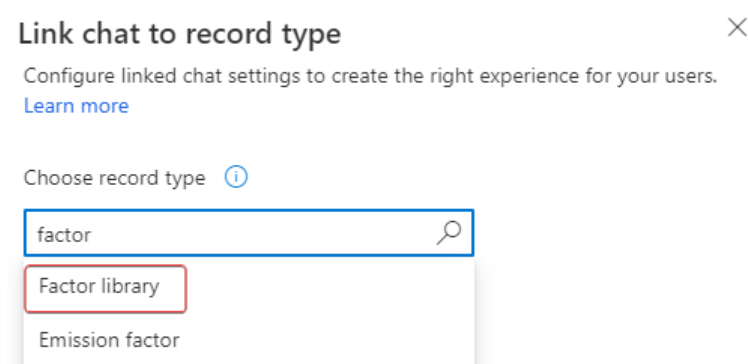 Link chat to record type
Configure linked chat settings to create the right experience for your users.
Learn more
Choose record type
factor
Factor library
Emission factor